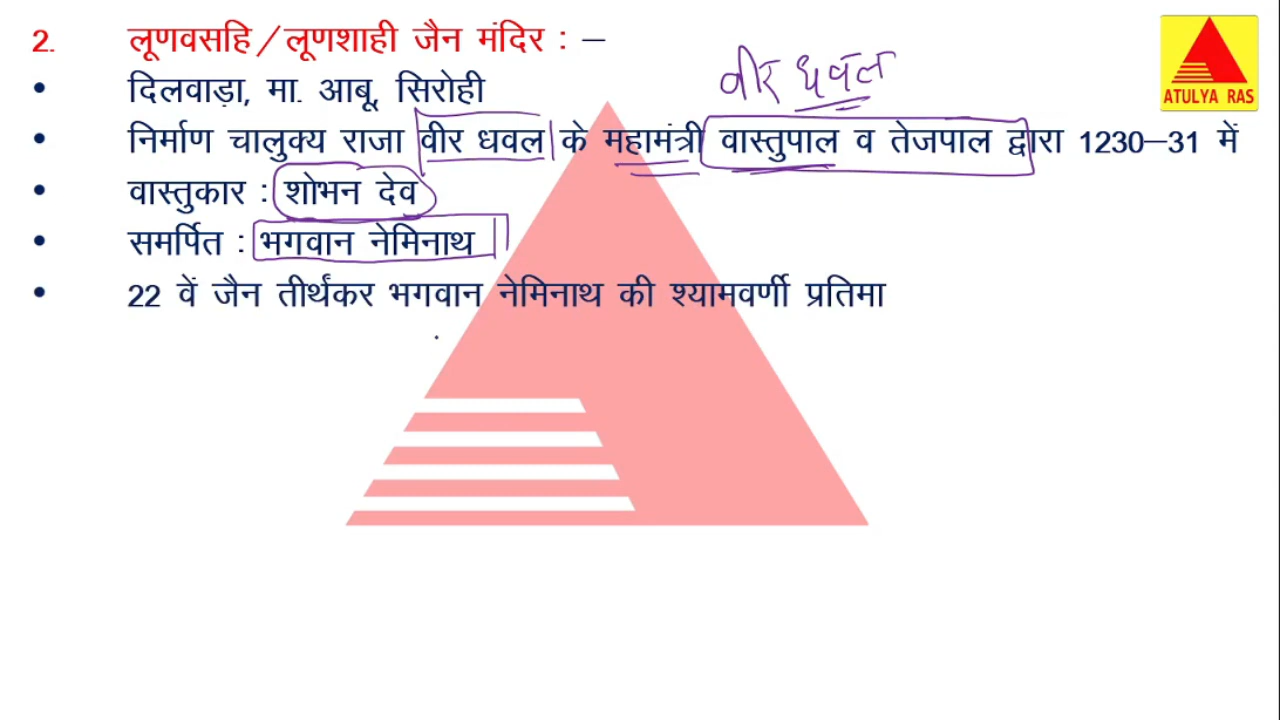 2. लूणवसहि/लूणशाही जैन मंदिर : –
वीर धवल
ATULYA RAS
• दिलवाड़ा, मा. आबू, सिरोही
• निर्माण चालुक्य राजा वीर धवल के महामंत्री वास्तुपाल व तेजपाल द्वारा 1230–31 में
• वास्तुकार : शोभन देव
• समर्पित : भगवान नेमिनाथ
• 22 वें जैन तीर्थंकर भगवान नेमिनाथ की श्यामवर्णी प्रतिमा